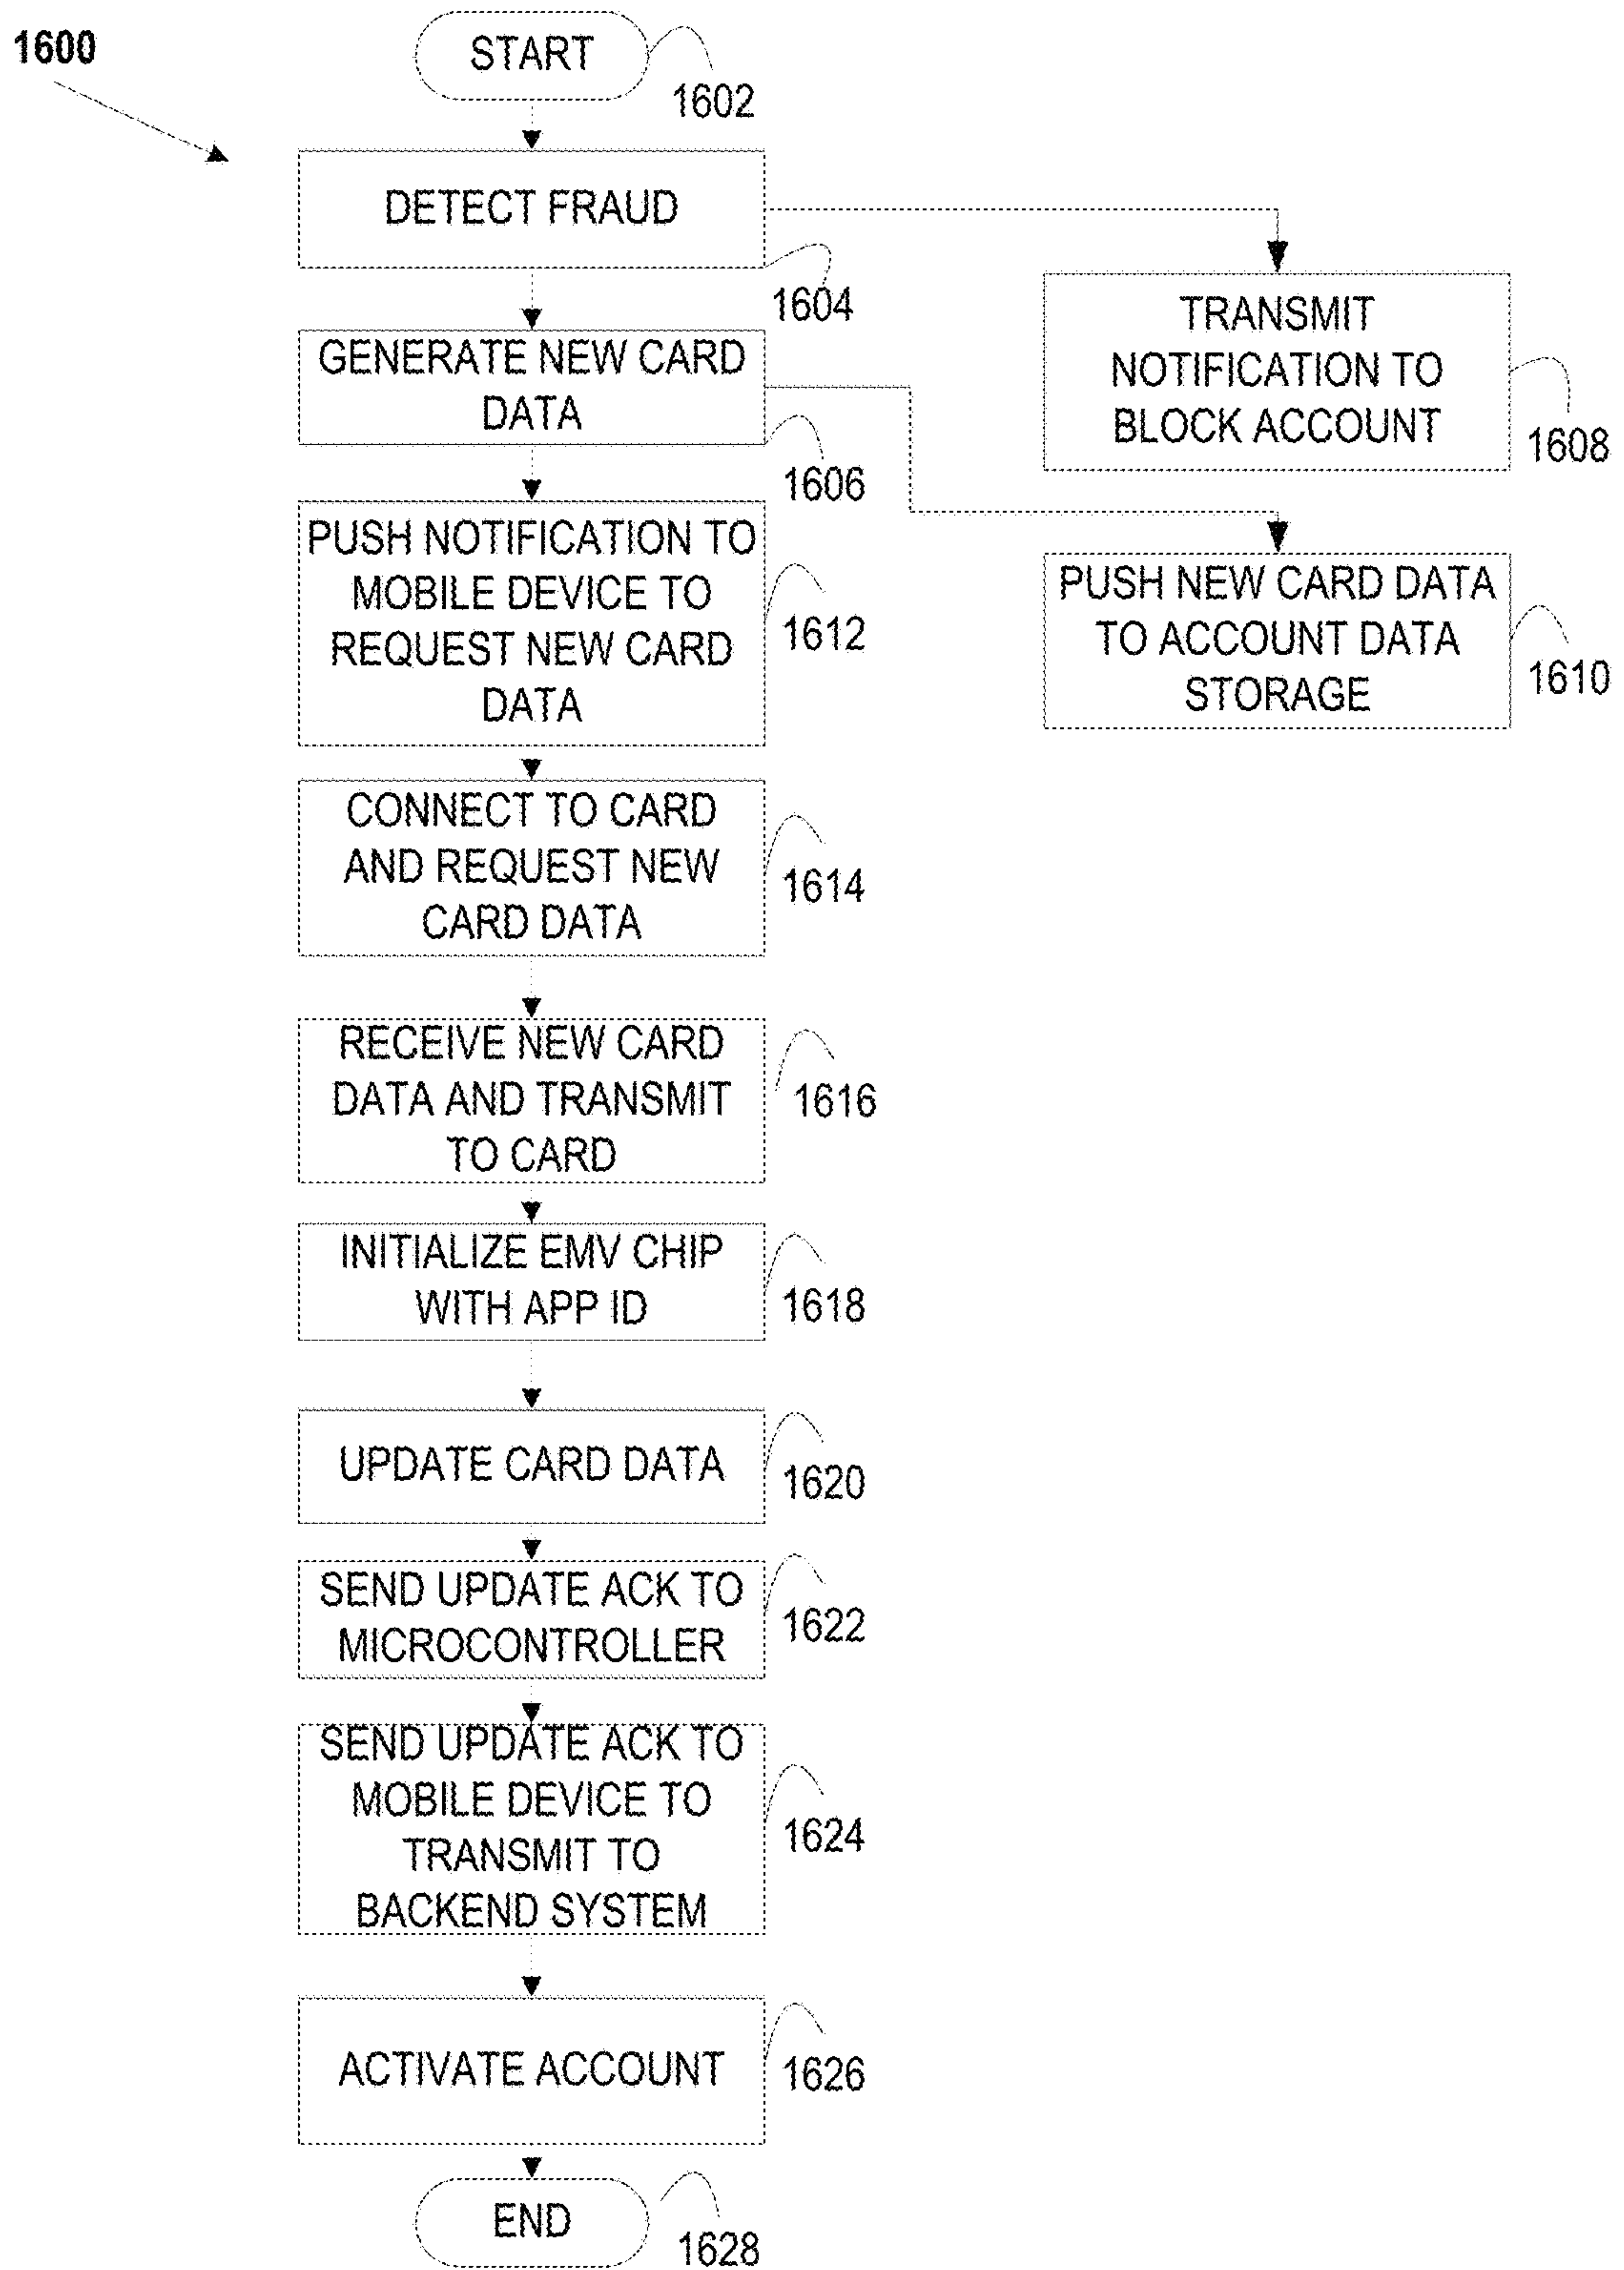 1600
START
1602
DETECT FRAUD
1604
TRANSMIT
NOTIFICATION TO
BLOCK ACCOUNT
1608
GENERATE NEW CARD
DATA
1606
PUSH NOTIFICATION TO
MOBILE DEVICE TO
REQUEST NEW CARD
DATA
1612
PUSH NEW CARD DATA
TO ACCOUNT DATA
STORAGE
1610
CONNECT TO CARD
AND REQUEST NEW
CARD DATA
1614
RECEIVE NEW CARD
DATA AND TRANSMIT
TO CARD
1616
INITIALIZE EMV CHIP
WITH APP ID
1618
UPDATE CARD DATA
1620
SEND UPDATE ACK TO
MICROCONTROLLER
1622
SEND UPDATE ACK TO
MOBILE DEVICE TO
TRANSMIT TO
BACKEND SYSTEM
1624
ACTIVATE ACCOUNT
1626
END
1628